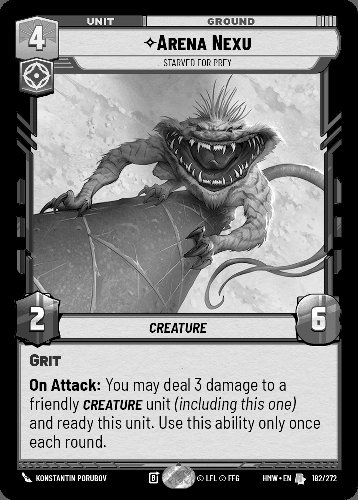 UNIT
GROUND
4
✧ARENA NEXU
STARVED FOR PREY
2
6
CREATURE
GRIT
On Attack: You may deal 3 damage to a
friendly CREATURE unit (including this one)
and ready this unit. Use this ability only once
each round.
KONSTANTIN PORUBOV
© LFL © FFG
HMW • EN
182/272